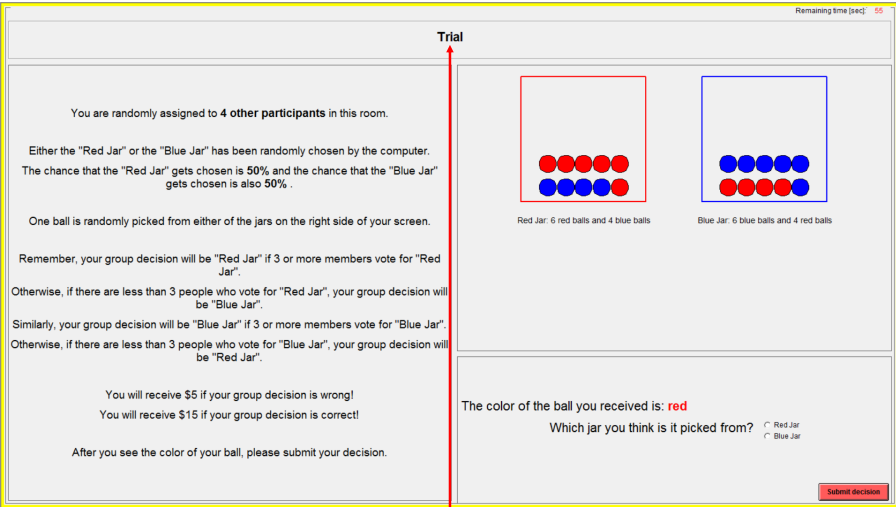 Remaining time [sec]: 55
Trial
You are randomly assigned to 4 other participants in this room.
Either the "Red Jar" or the "Blue Jar" has been randomly chosen by the computer.
The chance that the "Red Jar" gets chosen is 50% and the chance that the "Blue Jar"
gets chosen is also 50% .
One ball is randomly picked from either of the jars on the right side of your screen.
Remember, your group decision will be "Red Jar" if 3 or more members vote for "Red
Jar".
Otherwise, if there are less than 3 people who vote for "Red Jar", your group decision will
be "Blue Jar".
Similarly, your group decision will be "Blue Jar" if 3 or more members vote for "Blue Jar".
Otherwise, if there are less than 3 people who vote for "Blue Jar", your group decision will
be "Red Jar".
You will receive $5 if your group decision is wrong!
You will receive $15 if your group decision is correct!
After you see the color of your ball, please submit your decision.
Red Jar: 6 red balls and 4 blue balls
Blue Jar: 6 blue balls and 4 red balls
The color of the ball you received is: red
Which jar you think is it picked from?
Red Jar
Blue Jar
Submit decision